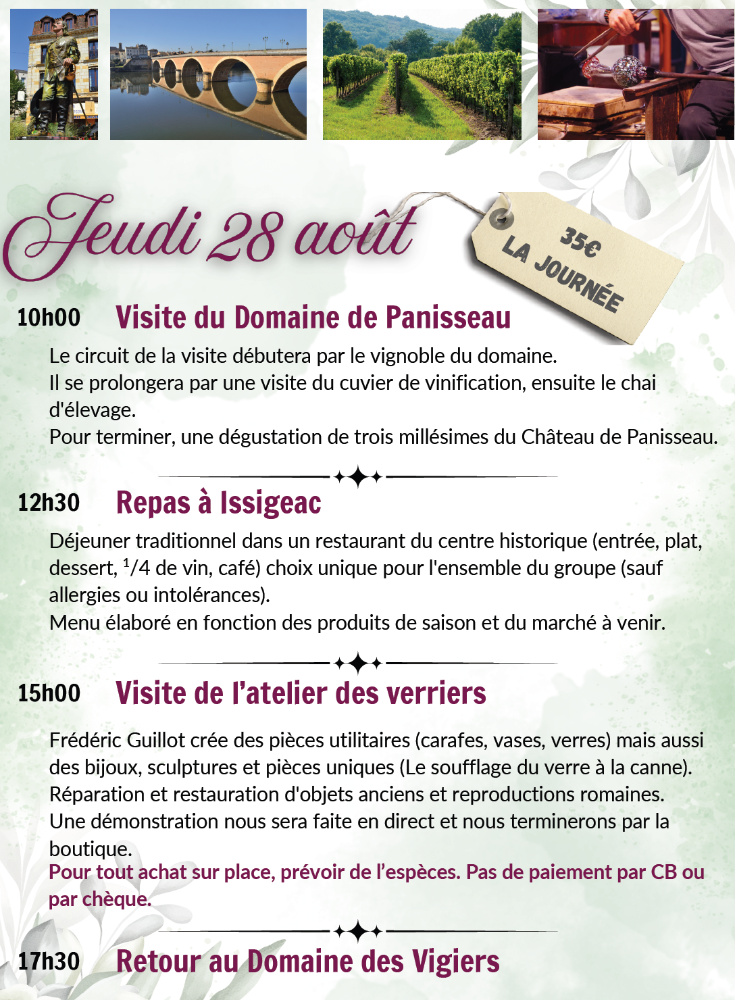 Jeudi 28 août
35€
LA JOURNÉE
10h00 Visite du Domaine de Panisseau
Le circuit de la visite débutera par le vignoble du domaine.
Il se prolongera par une visite du cuvier de vinification, ensuite le chai
d'élevage.
Pour terminer, une dégustation de trois millésimes du Château de Panisseau.
12h30 Repas à Issigeac
Déjeuner traditionnel dans un restaurant du centre historique (entrée, plat,
dessert, ¹/4 de vin, café) choix unique pour l'ensemble du groupe (sauf
allergies ou intolérances).
Menu élaboré en fonction des produits de saison et du marché à venir.
15h00 Visite de l’atelier des verriers
Frédéric Guillot crée des pièces utilitaires (carafes, vases, verres) mais aussi
des bijoux, sculptures et pièces uniques (Le soufflage du verre à la canne).
Réparation et restauration d'objets anciens et reproductions romaines.
Une démonstration nous sera faite en direct et nous terminerons par la
boutique.
Pour tout achat sur place, prévoir de l’espèces. Pas de paiement par CB ou
par chèque.
17h30 Retour au Domaine des Vigiers